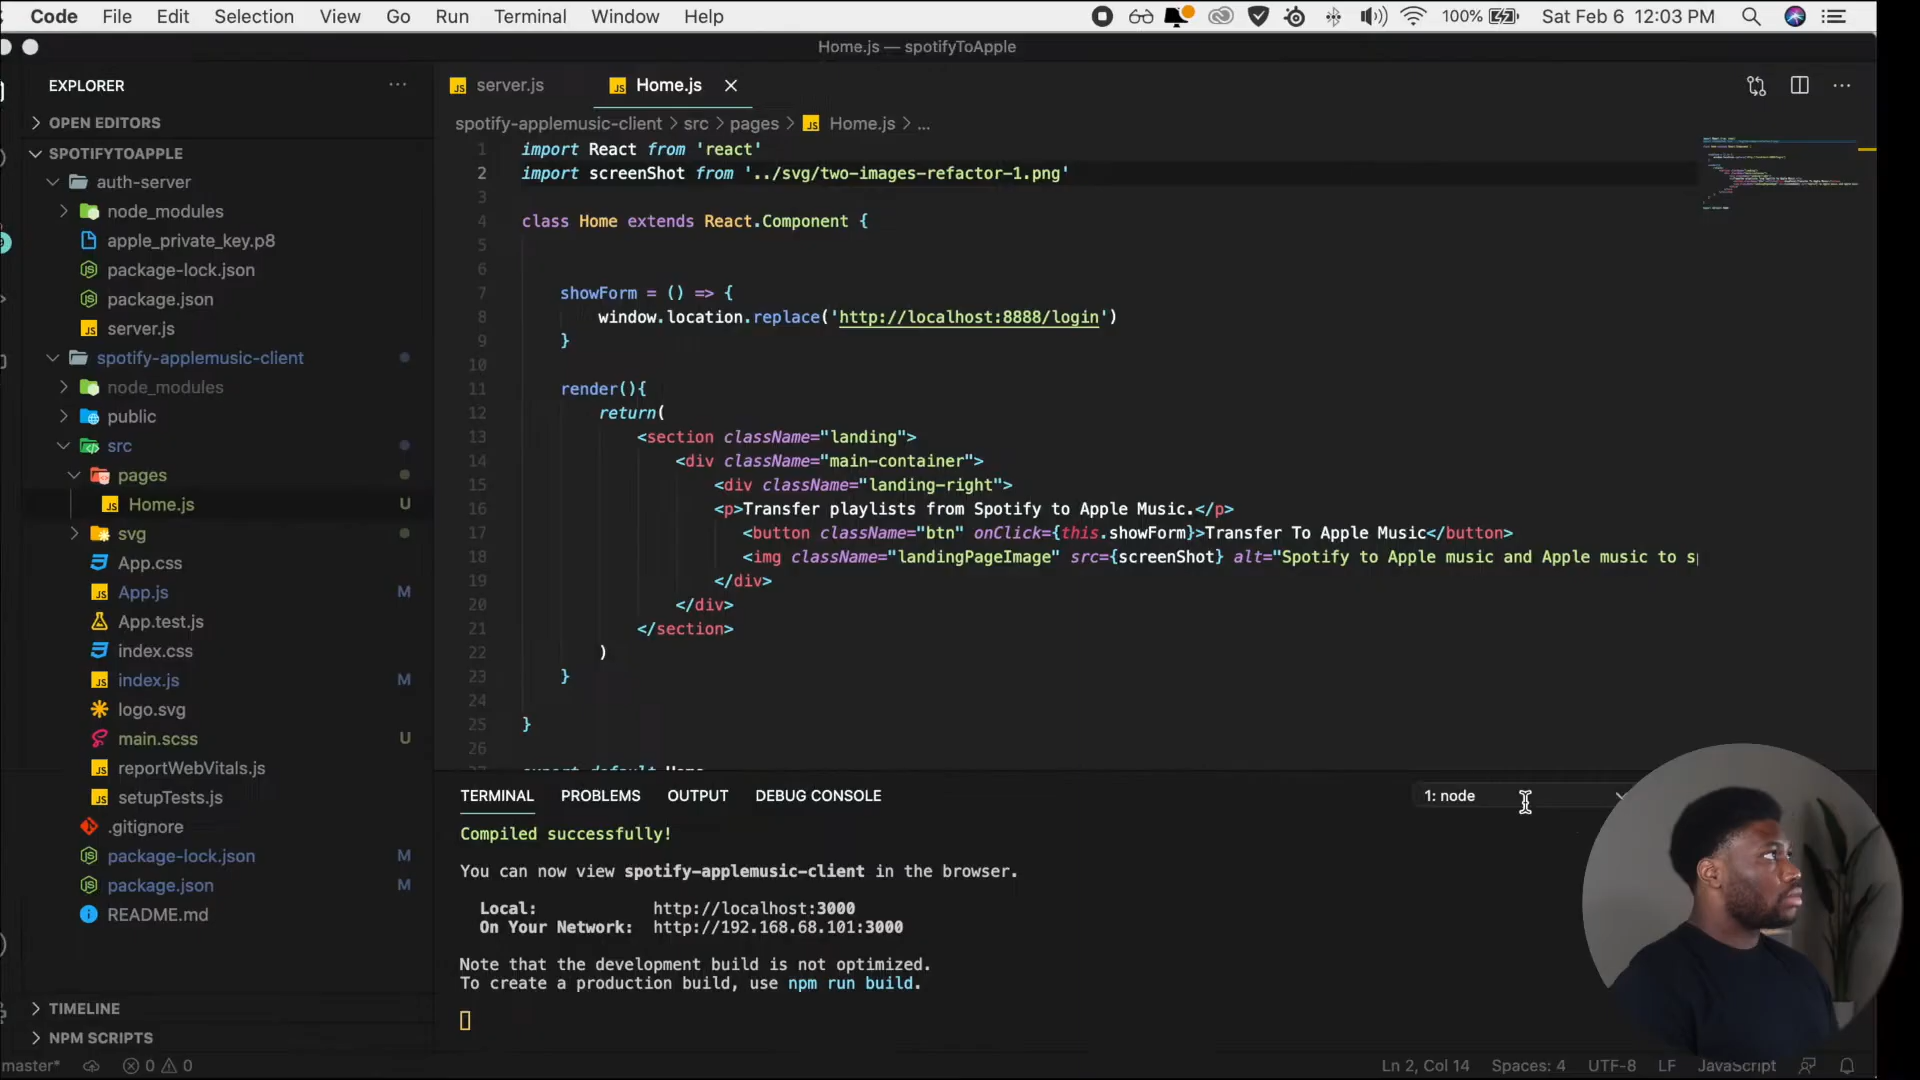 Code File Edit Selection View Go Run Terminal Window Help 100% Sat Feb 6 12:03 PM
Home.js — spotifyToApple
EXPLORER
OPEN EDITORS
SPOTIFYTOAPPLE
auth-server
node_modules
apple_private_key.p8
package-lock.json
package.json
server.js
spotify-applemusic-client
node_modules
public
src
pages
Home.js U
svg
App.css
App.js M
App.test.js
index.css
index.js M
logo.svg
main.scss U
reportWebVitals.js
setupTests.js
.gitignore
package-lock.json M
package.json M
README.md
TIMELINE
NPM SCRIPTS
server.js Home.js
spotify-applemusic-client > src > pages > Home.js > ...
1 import React from 'react'
2 import screenShot from '../svg/two-images-refactor-1.png'
3
4 class Home extends React.Component {
5
6
7 showForm = () => {
8 window.location.replace('http://localhost:8888/login')
9 }
10
11 render(){
12 return(
13 <section className="landing">
14 <div className="main-container">
15 <div className="landing-right">
16 <p>Transfer playlists from Spotify to Apple Music.</p>
17 <button className="btn" onClick={this.showForm}>Transfer To Apple Music</button>
18 <img className="landingPageImage" src={screenShot} alt="Spotify to Apple music and Apple music to sp
19 </div>
20 </div>
21 </section>
22 )
23 }
24
25 }
26
27 export default Home
TERMINAL PROBLEMS OUTPUT DEBUG CONSOLE 1: node
Compiled successfully!
You can now view spotify-applemusic-client in the browser.
Local: http://localhost:3000
On Your Network: http://192.168.68.101:3000
Note that the development build is not optimized.
To create a production build, use npm run build.
master* 0 0 Ln 2, Col 14 Spaces: 4 UTF-8 LF JavaScript